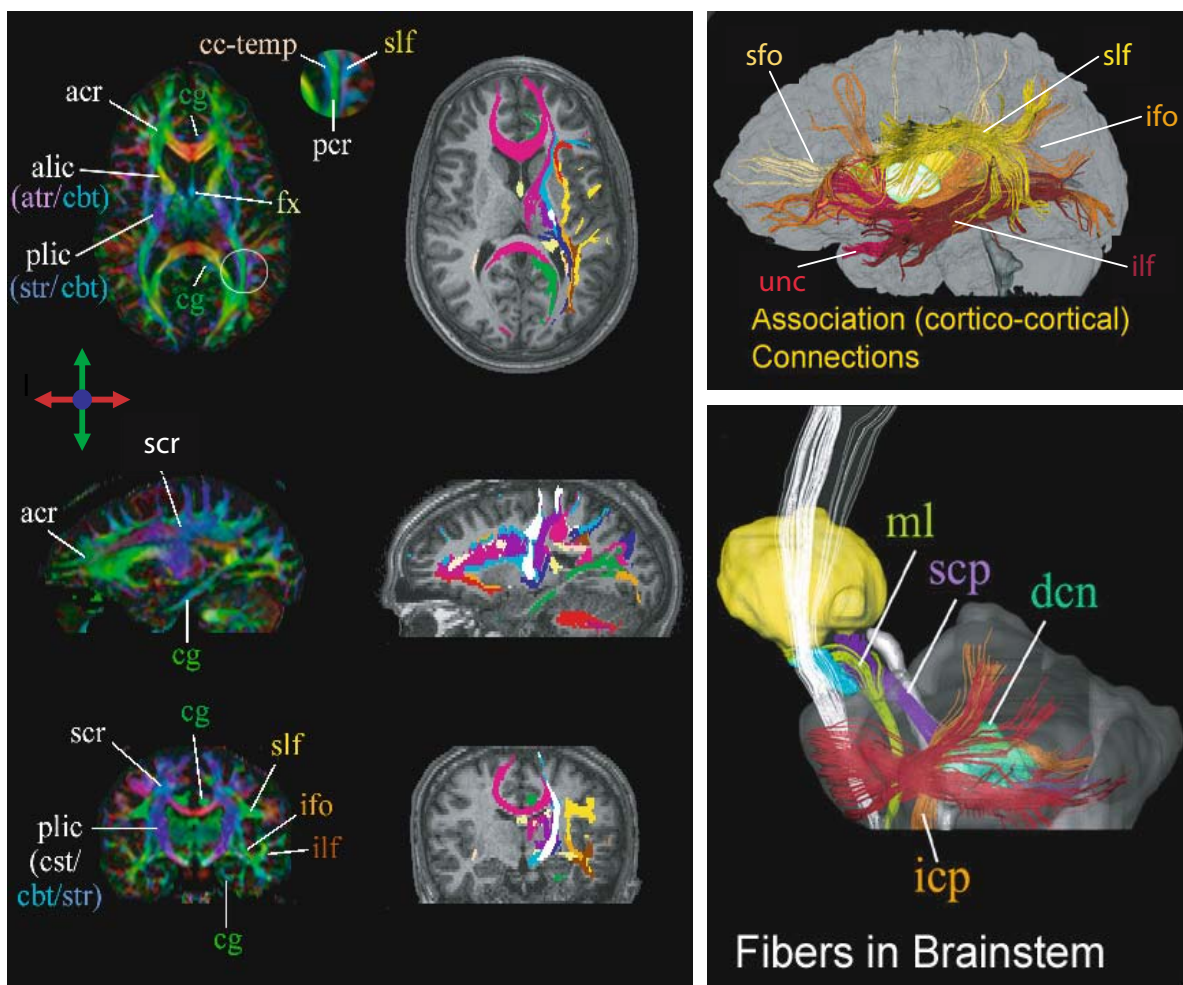 cc-temp
slf
acr
cg
pcr
alic
(atr/cbt)
fx
plic
(str/cbt)
cg
scr
acr
cg
cg
scr
slf
ifo
plic
(cst/
cbt/str)
ilf
cg
sfo
slf
ifo
unc
ilf
Association (cortico-cortical)
Connections
ml
scp
dcn
icp
Fibers in Brainstem